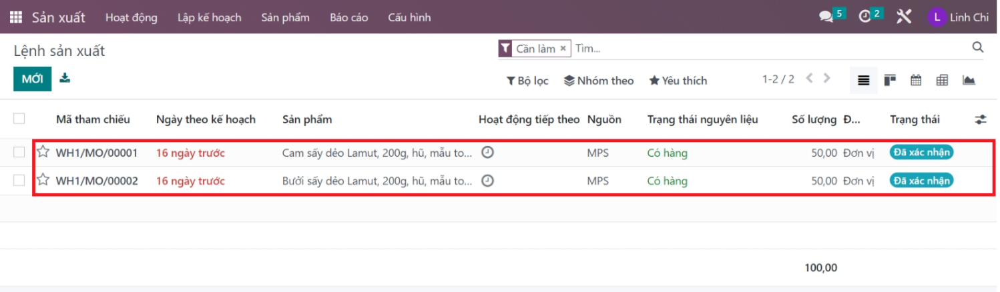 Sản xuất Hoạt động Lập kế hoạch Sản phẩm Báo cáo Cấu hình 5 2 L Linh Chi
Lệnh sản xuất Cần làm × Tìm...
MỚI Bộ lọc Nhóm theo Yêu thích 1-2 / 2
Mã tham chiếu Ngày theo kế hoạch Sản phẩm Hoạt động tiếp theo Nguồn Trạng thái nguyên liệu Số lượng Đ... Trạng thái
WH1/MO/00001 16 ngày trước Cam sấy dẻo Lamut, 200g, hũ, mẫu to... MPS Có hàng 50,00 Đơn vị Đã xác nhận
WH1/MO/00002 16 ngày trước Bưởi sấy dẻo Lamut, 200g, hũ, mẫu to... MPS Có hàng 50,00 Đơn vị Đã xác nhận
100,00